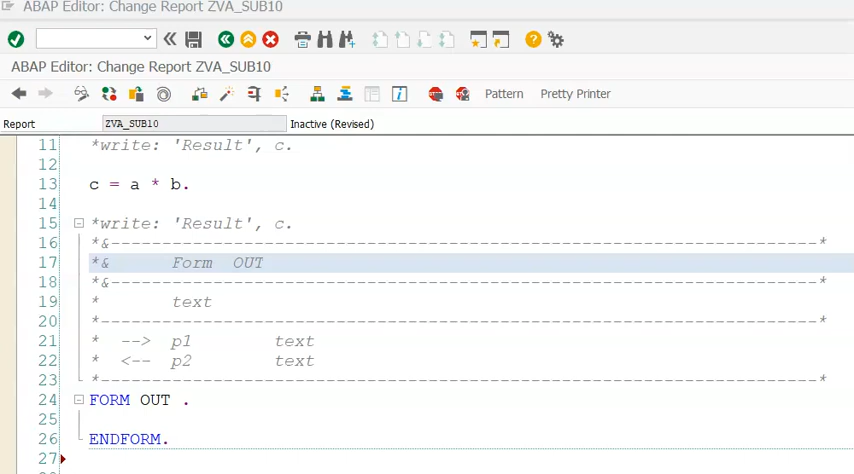 ABAP Editor: Change Report ZVA_SUB10
ABAP Editor: Change Report ZVA_SUB10
Pattern Pretty Printer
Report ZVA_SUB10 Inactive (Revised)
11 *write: 'Result', c.
12
13 c = a * b.
14
15 *write: 'Result', c.
16 *&---------------------------------------------------------------------*
17 *& Form OUT
18 *&---------------------------------------------------------------------*
19 * text
20 *----------------------------------------------------------------------*
21 * --> p1 text
22 * <-- p2 text
23 *----------------------------------------------------------------------*
24 FORM OUT .
25
26 ENDFORM.
27